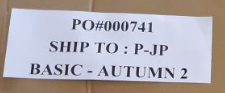 PO#000741
SHIP TO : P-JP
BASIC - AUTUMN 2